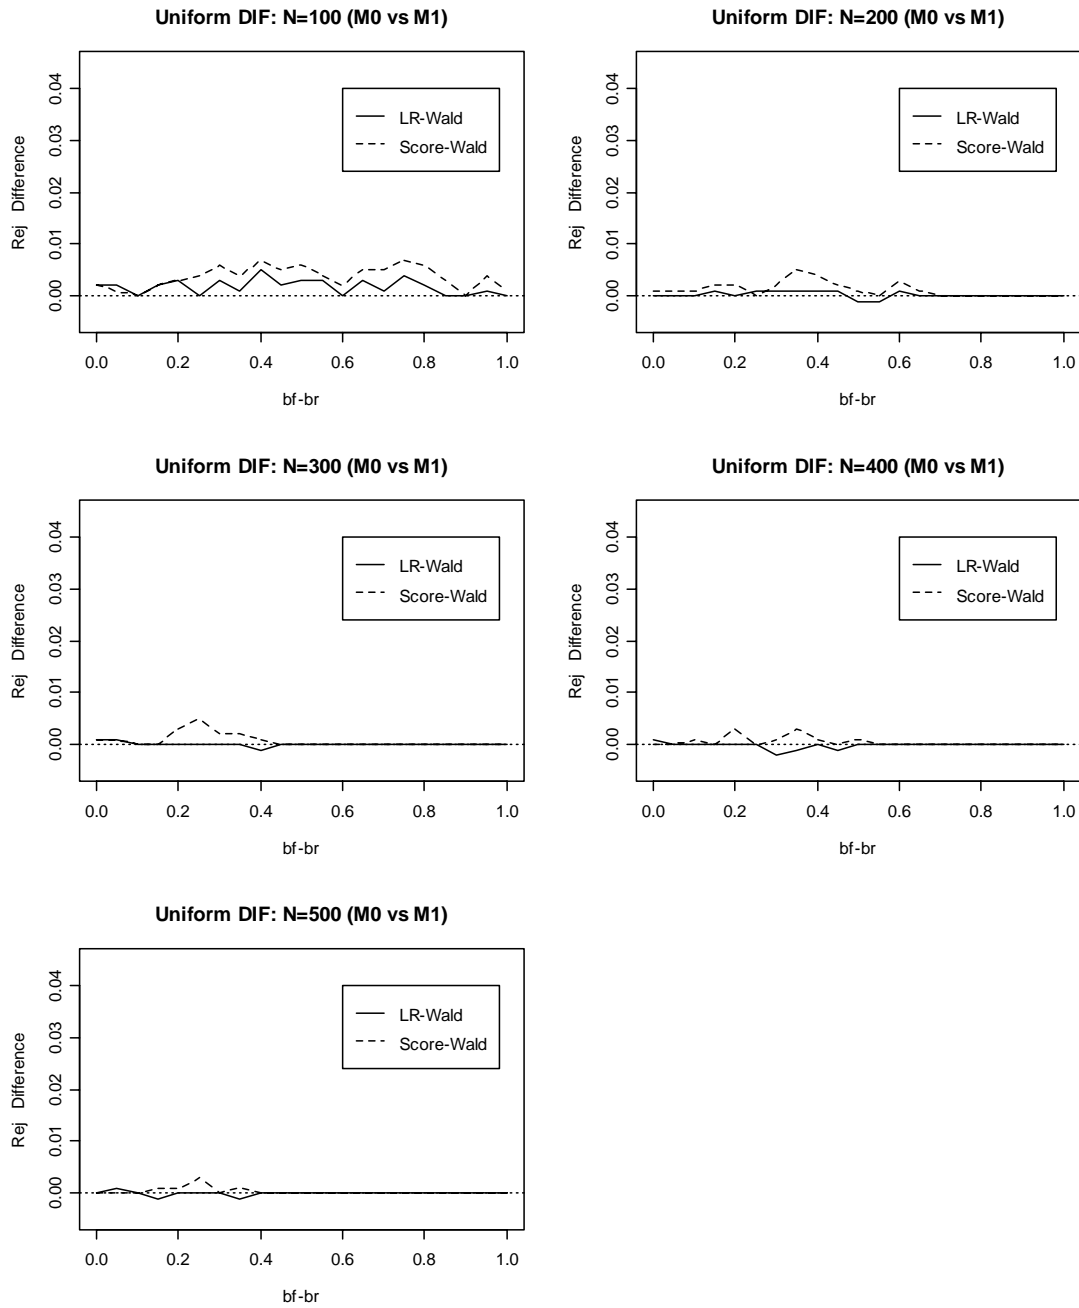 Uniform DIF: N=100 (M0 vs M1)
Rej Difference
0.00 0.01 0.02 0.03 0.04
LR-Wald
Score-Wald
0.0 0.2 0.4 0.6 0.8 1.0
bf-br
Uniform DIF: N=200 (M0 vs M1)
Rej Difference
0.00 0.01 0.02 0.03 0.04
LR-Wald
Score-Wald
0.0 0.2 0.4 0.6 0.8 1.0
bf-br
Uniform DIF: N=300 (M0 vs M1)
Rej Difference
0.00 0.01 0.02 0.03 0.04
LR-Wald
Score-Wald
0.0 0.2 0.4 0.6 0.8 1.0
bf-br
Uniform DIF: N=400 (M0 vs M1)
Rej Difference
0.00 0.01 0.02 0.03 0.04
LR-Wald
Score-Wald
0.0 0.2 0.4 0.6 0.8 1.0
bf-br
Uniform DIF: N=500 (M0 vs M1)
Rej Difference
0.00 0.01 0.02 0.03 0.04
LR-Wald
Score-Wald
0.0 0.2 0.4 0.6 0.8 1.0
bf-br